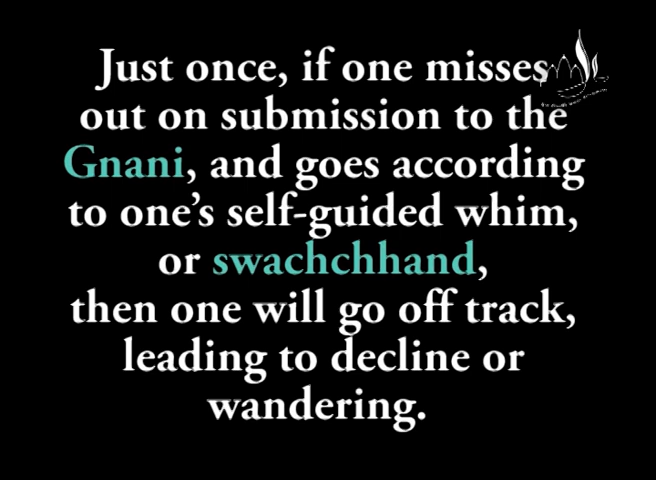 Just once, if one misses
out on submission to the
Gnani, and goes according
to one's self-guided whim,
or swachchhand,
then one will go off track,
leading to decline or
wandering.